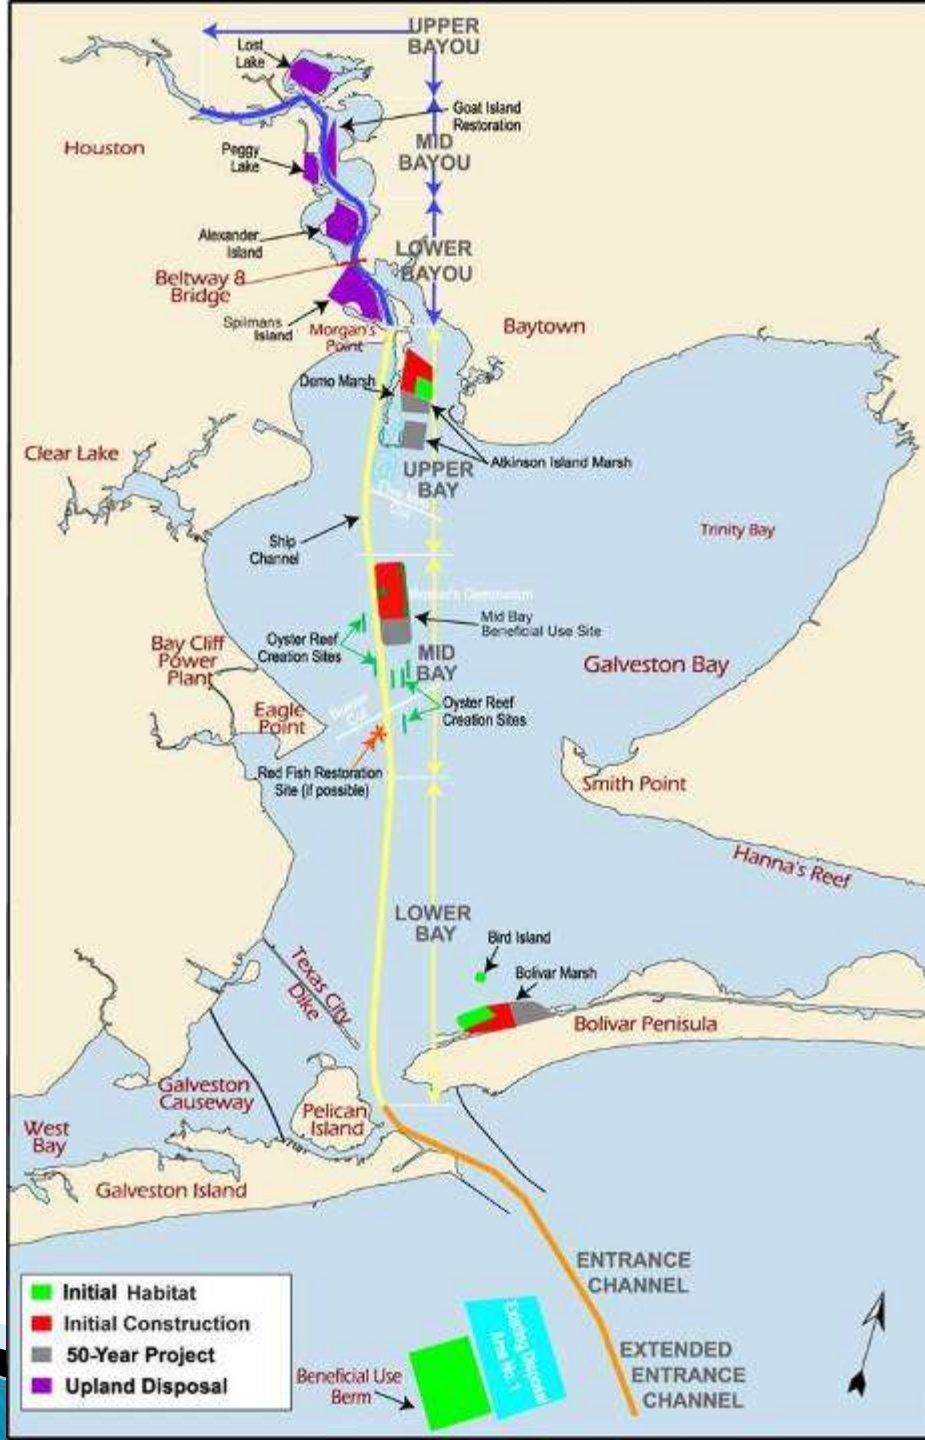 UPPER
BAYOU
Lost
Lake
Goat Island
Restoration
Houston
MID
BAYOU
Peggy
Lake
Alexander
Island
LOWER
BAYOU
Beltway 8
Bridge
Spilmans
Island
Morgan's
Point
Baytown
Demo Marsh
Clear Lake
Atkinson Island Marsh
UPPER
BAY
Ship
Channel
Trinity Bay
Mid Bay
Beneficial Use Site
Oyster Reef
Creation Sites
MID
BAY
Bay Cliff
Power
Plant
Galveston Bay
Eagle
Point
Oyster Reef
Creation Sites
Red Fish Restoration
Site (if possible)
Smith Point
Hanna's Reef
LOWER
BAY
Bird Island
Bolivar Marsh
Texas City
Dike
Bolivar Penisula
Galveston
Causeway
Pelican
Island
West
Bay
Galveston Island
ENTRANCE
CHANNEL
Initial Habitat
Initial Construction
50-Year Project
Upland Disposal
Beneficial Use
Berm
Existing
No. 1
EXTENDED
ENTRANCE
CHANNEL